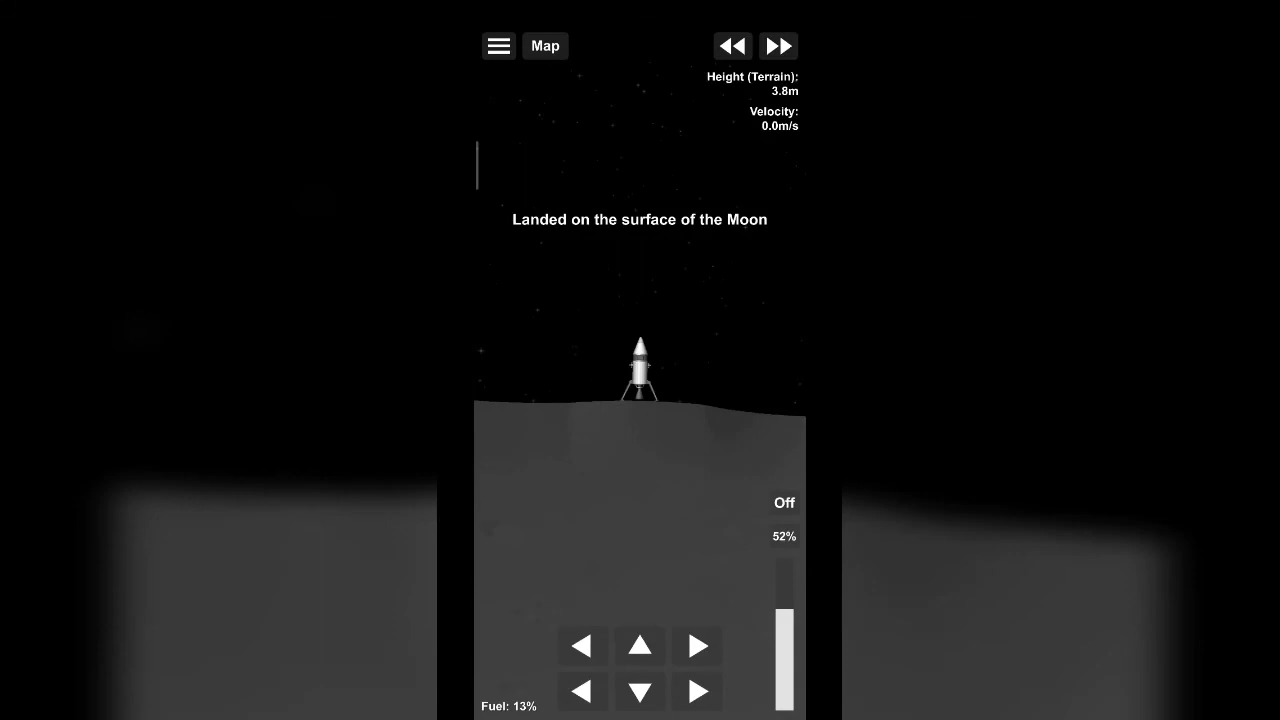 Map
Height (Terrain):
3.8m
Velocity:
0.0m/s
Landed on the surface of the Moon
Off
52%
Fuel: 13%